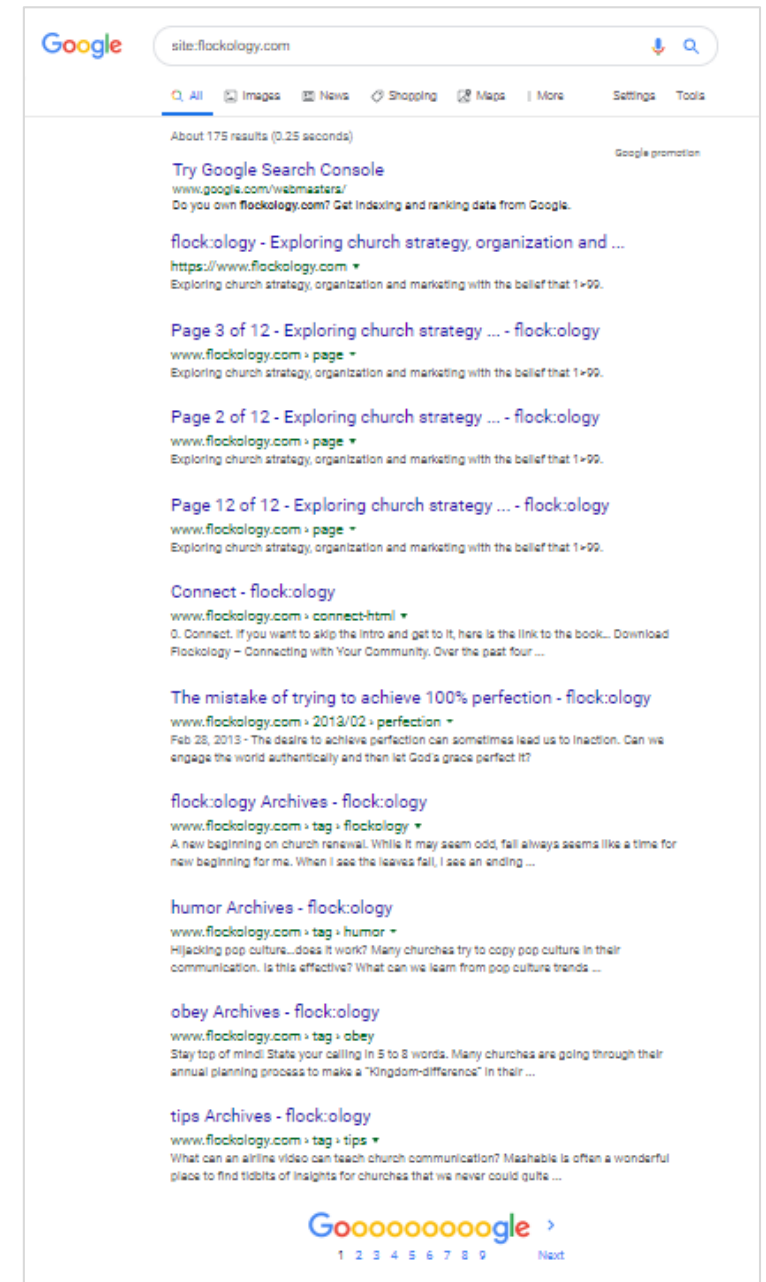 Google
site:flockology.com
All Images News Shopping Maps | More Settings Tools
About 175 results (0.25 seconds)
Google promotion
Try Google Search Console
www.google.com/webmasters/
Do you own flockology.com? Get indexing and ranking data from Google.
flock:ology - Exploring church strategy, organization and ...
https://www.flockology.com ▾
Exploring church strategy, organization and marketing with the belief that 1>99.
Page 3 of 12 - Exploring church strategy ... - flock:ology
www.flockology.com › page ▾
Exploring church strategy, organization and marketing with the belief that 1>99.
Page 2 of 12 - Exploring church strategy ... - flock:ology
www.flockology.com › page ▾
Exploring church strategy, organization and marketing with the belief that 1>99.
Page 12 of 12 - Exploring church strategy ... - flock:ology
www.flockology.com › page ▾
Exploring church strategy, organization and marketing with the belief that 1>99.
Connect - flock:ology
www.flockology.com › connect-html ▾
0. Connect. If you want to skip the intro and get to it, here is the link to the book... Download
Flockology – Connecting with Your Community. Over the past four ...
The mistake of trying to achieve 100% perfection - flock:ology
www.flockology.com › 2013/02 › perfection ▾
Feb 28, 2013 - The desire to achieve perfection can sometimes lead us to inaction. Can we
engage the world authentically and then let God's grace perfect it?
flock:ology Archives - flock:ology
www.flockology.com › tag › flockology ▾
A new beginning on church renewal. While it may seem odd, fall always seems like a time for
new beginning for me. When I see the leaves fall, I see an ending ...
humor Archives - flock:ology
www.flockology.com › tag › humor ▾
Hijacking pop culture...does it work? Many churches try to copy pop culture in their
communication. Is this effective? What can we learn from pop culture trends ...
obey Archives - flock:ology
www.flockology.com › tag › obey ▾
Stay top of mind! State your calling in 5 to 8 words. Many churches are going through their
annual planning process to make a "Kingdom-difference" in their ...
tips Archives - flock:ology
www.flockology.com › tag › tips ▾
What can an airline video can teach church communication? Mashable is often a wonderful
place to find tidbits of insights for churches that we never could quite ...
Goooooooooogle >
1 2 3 4 5 6 7 8 9 Next